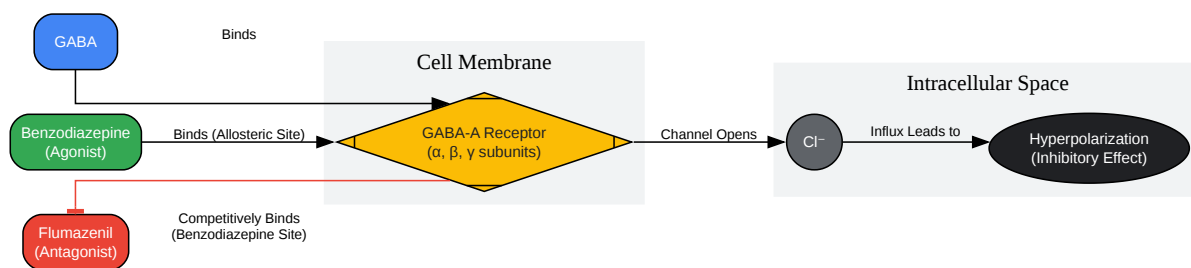 GABA
Binds
Cell Membrane
Intracellular Space
Benzodiazepine
(Agonist)
Binds (Allosteric Site)
GABA-A Receptor
(α, β, γ subunits)
Channel Opens
Cl⁻
Influx Leads to
Hyperpolarization
(Inhibitory Effect)
Competitively Binds
(Benzodiazepine Site)
Flumazenil
(Antagonist)